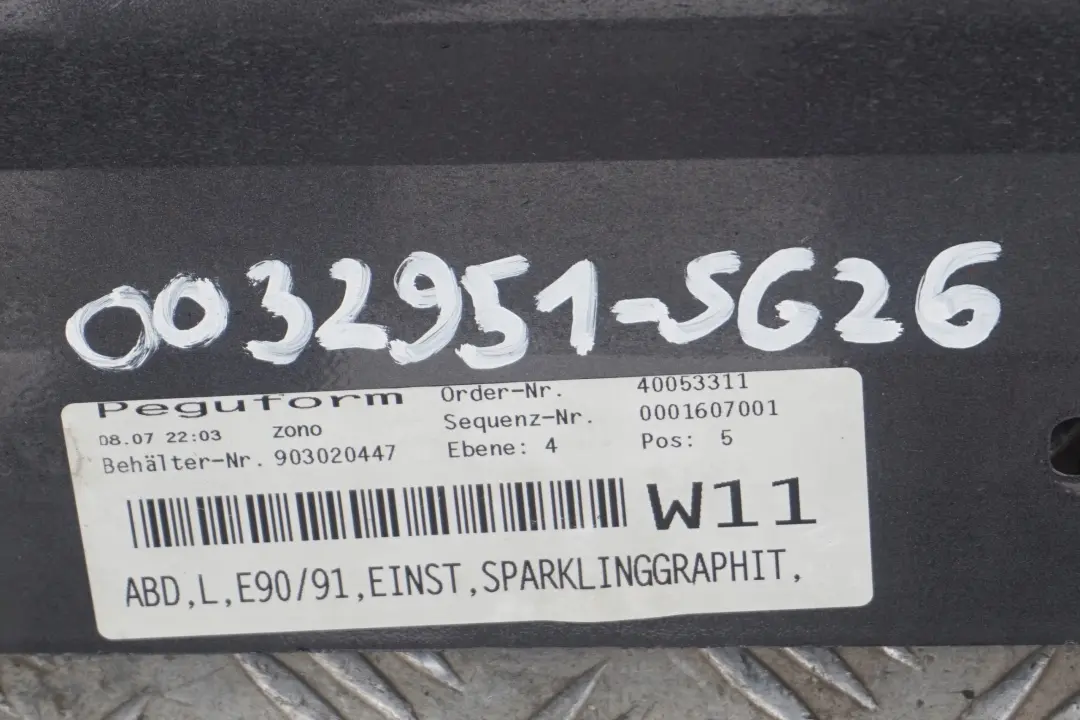 0032951-SG26
Peguform
08.07 22:03 zono
Behälter-Nr. 903020447
Order-Nr. 40053311
Sequenz-Nr. 0001607001
Ebene: 4 Pos: 5
W11
ABD,L,E90/91,EINST,SPARKLINGGRAPHIT,